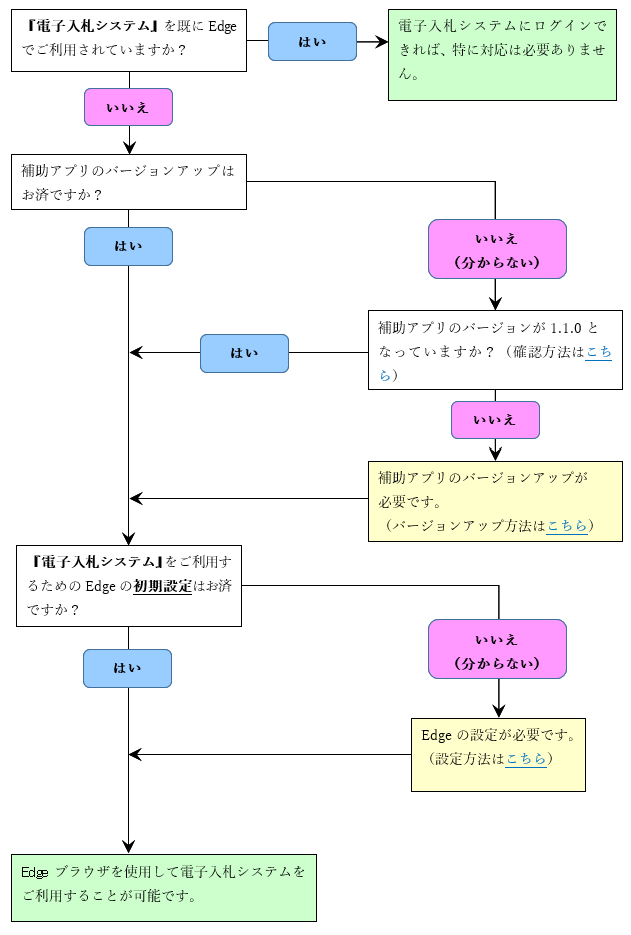 『電子入札システム』を既に Edge
でご利用されていますか？
はい
電子入札システムにログインで
きれば、特に対応は必要ありませ
ん。
いいえ
補助アプリのバージョンアップは
お済ですか？
はい
いいえ
（分からない）
補助アプリのバージョンが 1.1.0 と
なっていますか？（確認方法はこち
ら）
はい
いいえ
補助アプリのバージョンアップが
必要です。
（バージョンアップ方法はこちら）
『電子入札システム』をご利用す
るための Edge の初期設定はお済
ですか？
はい
いいえ
（分からない）
Edge の設定が必要です。
（設定方法はこちら）
Edge ブラウザを使用して電子入札システムを
ご利用することが可能です。